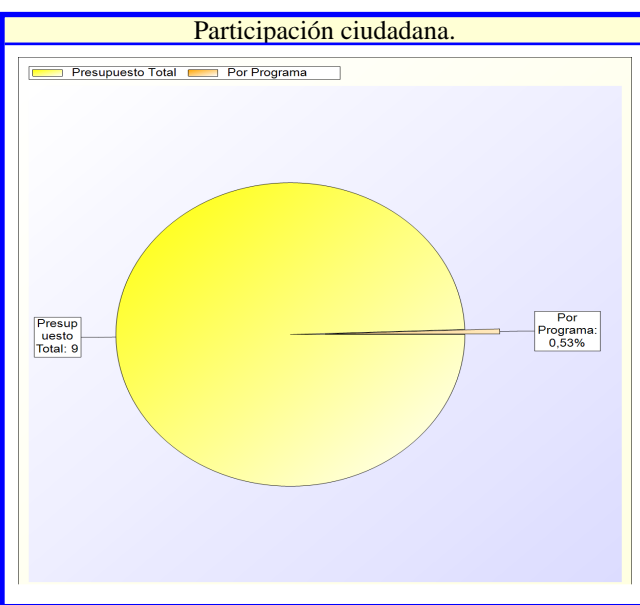 Participación ciudadana.
Presupuesto Total Por Programa
Presup
uesto
Total: 9
Por
Programa:
0,53%